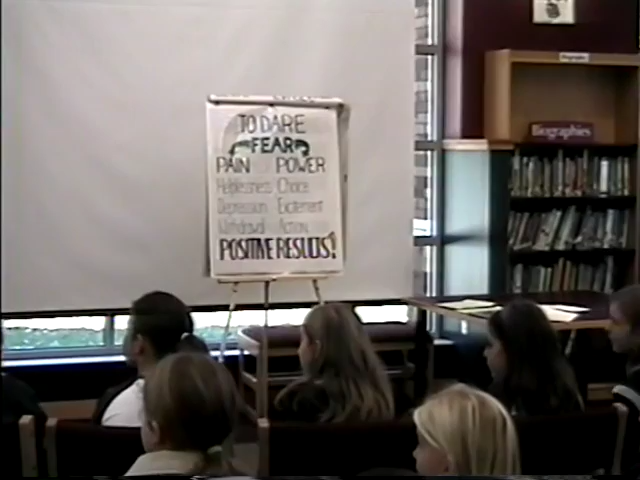 TO DARE
FEAR
PAIN POWER
Helplessness Choice
Depression Excitement
Withdrawal Action
POSITIVE RESULTS!
Biographies